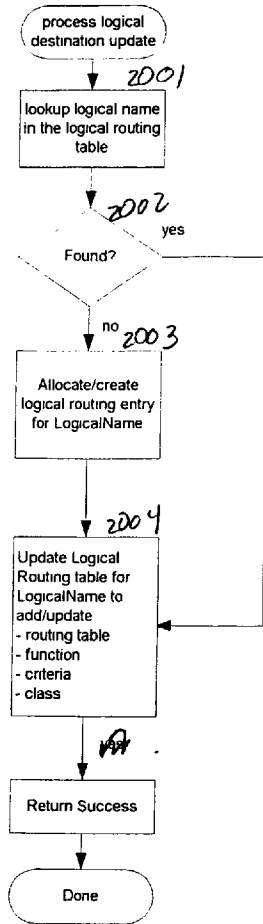 process logical
destination update
2001
lookup logical name
in the logical routing
table
2002
yes
Found?
no
2003
Allocate/create
logical routing entry
for LogicalName
2004
Update Logical
Routing table for
LogicalName to
add/update
- routing table
- function
- criteria
- class
Return Success
Done